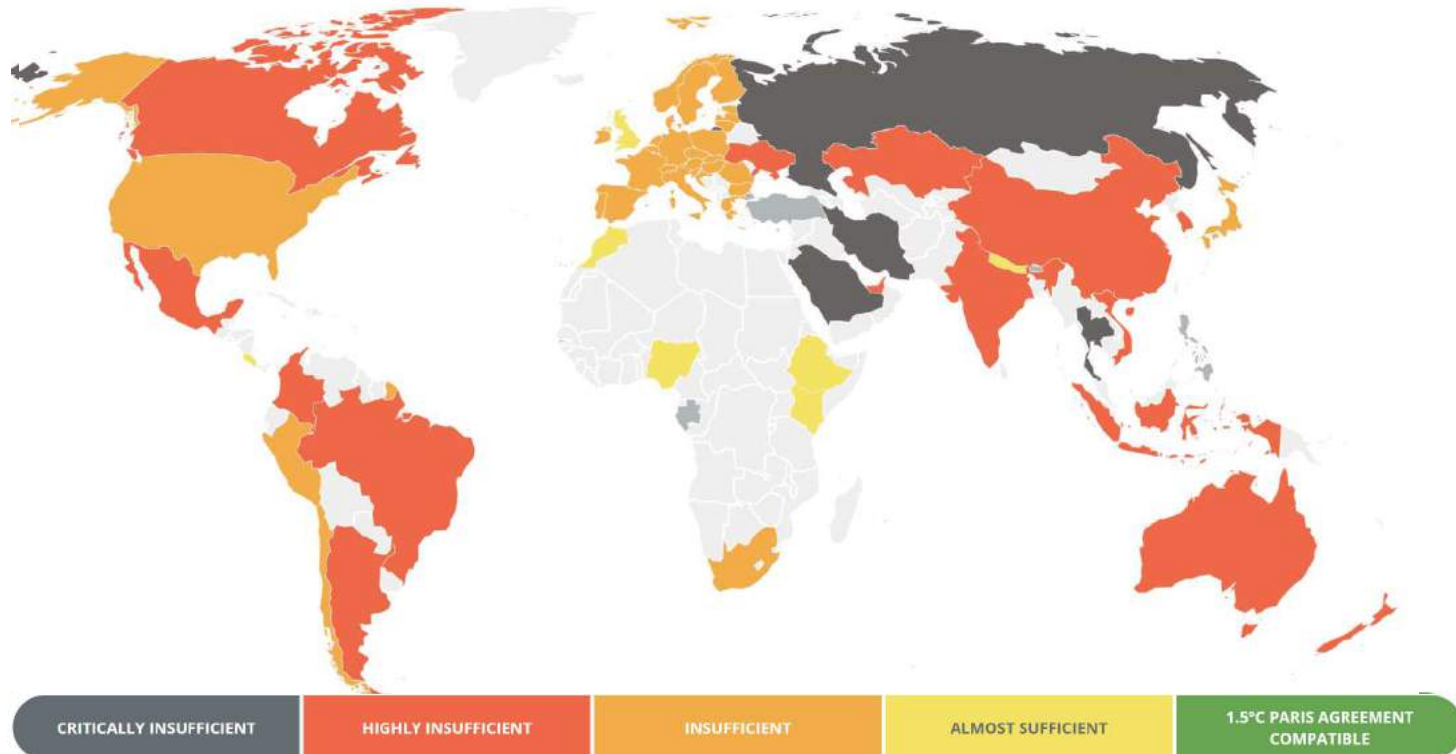 CRITICALLY INSUFFICIENT
HIGHLY INSUFFICIENT
INSUFFICIENT
ALMOST SUFFICIENT
1.5°C PARIS AGREEMENT
COMPATIBLE